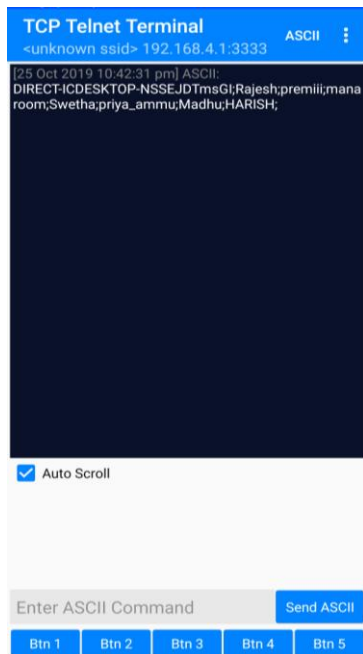 TCP Telnet Terminal
<unknown ssid> 192.168.4.1:3333
ASCII
[25 Oct 2019 10:42:31 pm] ASCII:
DIRECT-ICDESKTOP-NSSEJDTmsGI;Rajesh;premiii;mana
room;Swetha;priya_ammu;Madhu;HARISH;
Auto Scroll
Enter ASCII Command
Send ASCII
Btn 1
Btn 2
Btn 3
Btn 4
Btn 5